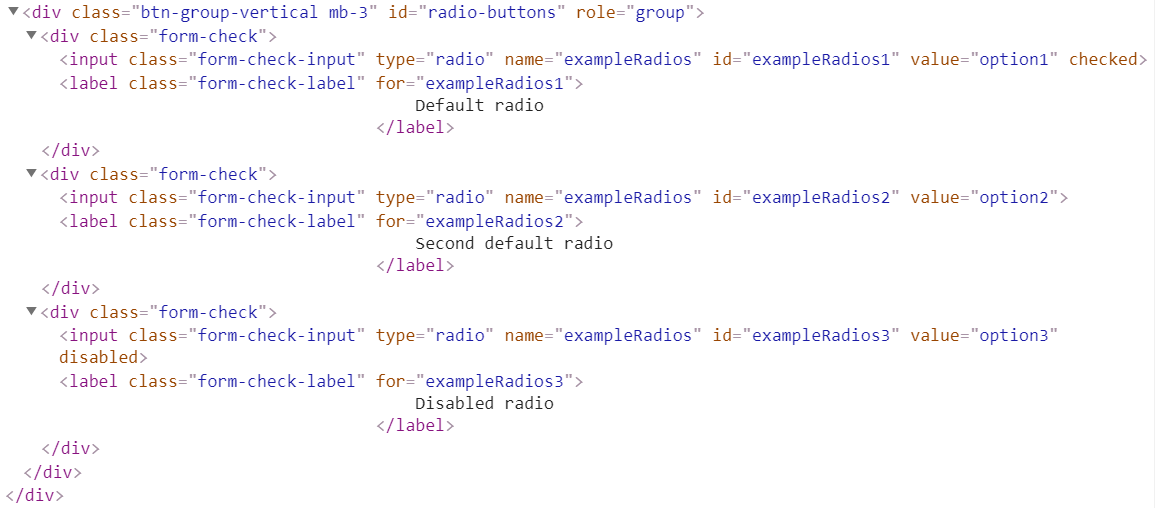 <div class="btn-group-vertical mb-3" id="radio-buttons" role="group">
<div class="form-check">
<input class="form-check-input" type="radio" name="exampleRadios" id="exampleRadios1" value="option1" checked>
<label class="form-check-label" for="exampleRadios1">
Default radio
</label>
</div>
<div class="form-check">
<input class="form-check-input" type="radio" name="exampleRadios" id="exampleRadios2" value="option2">
<label class="form-check-label" for="exampleRadios2">
Second default radio
</label>
</div>
<div class="form-check">
<input class="form-check-input" type="radio" name="exampleRadios" id="exampleRadios3" value="option3"
disabled>
<label class="form-check-label" for="exampleRadios3">
Disabled radio
</label>
</div>
</div>
</div>